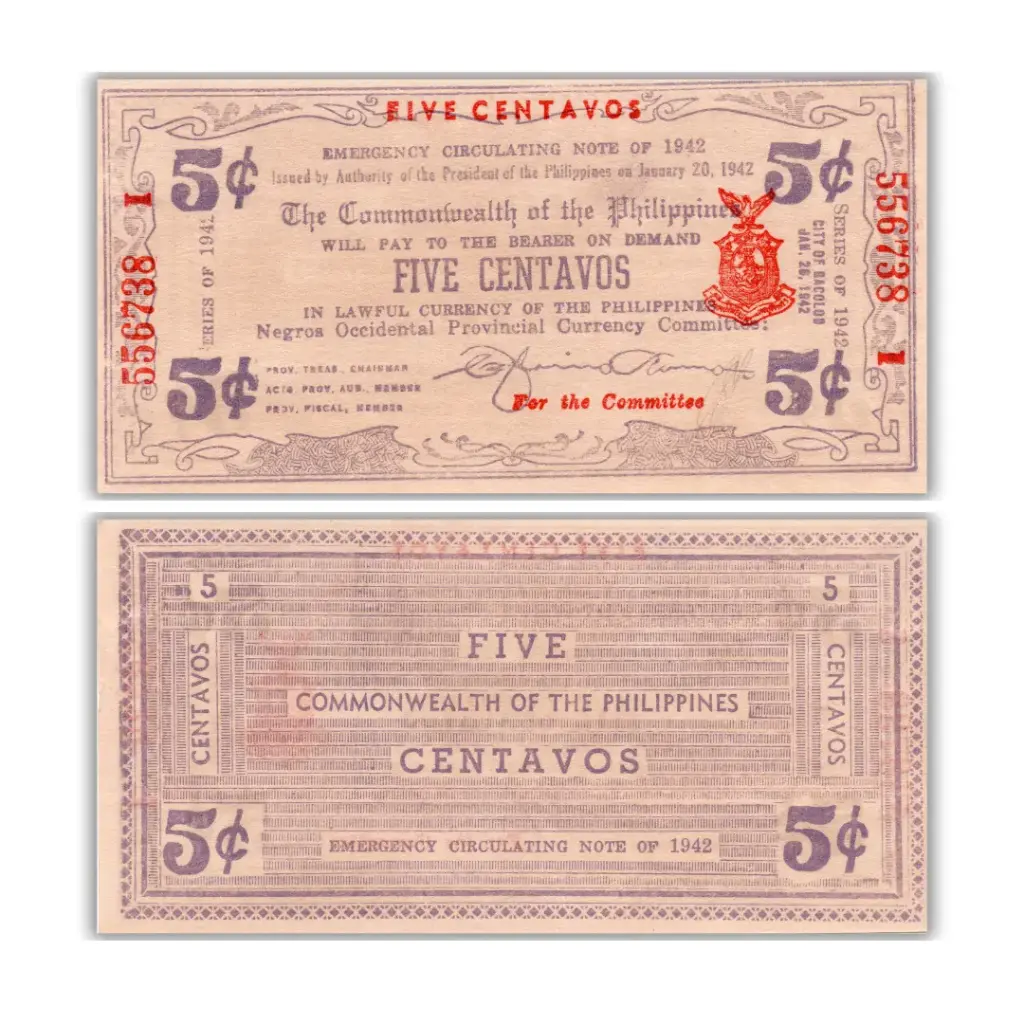 FIVE CENTAVOS
EMERGENCY CIRCULATING NOTE OF 1942
Issued by Authority of the President of the Philippines on January 20, 1942
5¢
5¢
The Commonwealth of the Philippines
WILL PAY TO THE BEARER ON DEMAND
FIVE CENTAVOS
IN LAWFUL CURRENCY OF THE PHILIPPINES
Negros Occidental Provincial Currency Committee:
556738 I
SERIES OF 1942
CITY OF BACOLOD
JAN. 26, 1942
SERIES OF 1942
556738 I
5¢
PROV. TREAS. CHAIRMAN
ACTG PROV. AUD. MEMBER
PROV. FISCAL, MEMBER
For the Committee
5¢
5
5
FIVE
CENTAVOS
COMMONWEALTH OF THE PHILIPPINES
CENTAVOS
CENTAVOS
5¢
EMERGENCY CIRCULATING NOTE OF 1942
5¢